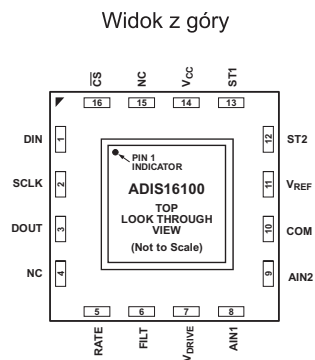 Widok z góry
CS
NC
VCC
ST1
16
15
14
13
DIN
1
SCLK
2
DOUT
3
NC
4
PIN 1
INDICATOR
ADIS16100
TOP
LOOK THROUGH
VIEW
(Not to Scale)
12
ST2
11
VREF
10
COM
9
AIN2
5
6
7
8
RATE
FILT
VDRIVE
AIN1